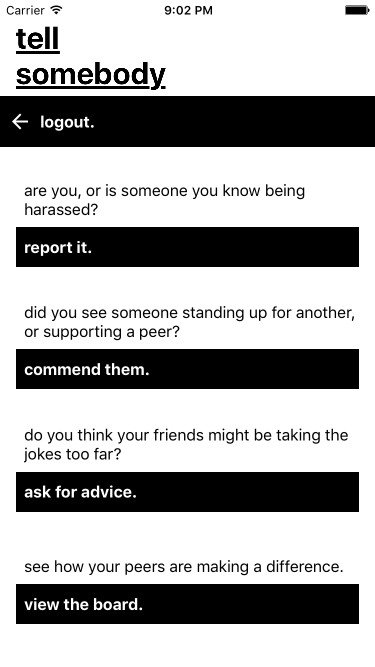 Carrier 9:02 PM
tell
somebody
logout.
are you, or is someone you know being
harassed?
report it.
did you see someone standing up for another,
or supporting a peer?
commend them.
do you think your friends might be taking the
jokes too far?
ask for advice.
see how your peers are making a difference.
view the board.